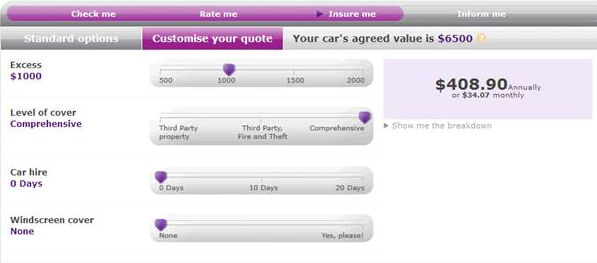 Check me Rate me Insure me Inform me
Standard options Customise your quote Your car's agreed value is $6500 ?
Excess
$1000
500 1000 1500 2000
$408.90 Annually
or $34.07 monthly
Show me the breakdown
Level of cover
Comprehensive
Third Party property
Third Party, Fire and Theft
Comprehensive
Car hire
0 Days
0 Days 10 Days 20 Days
Windscreen cover
None
None Yes, please!